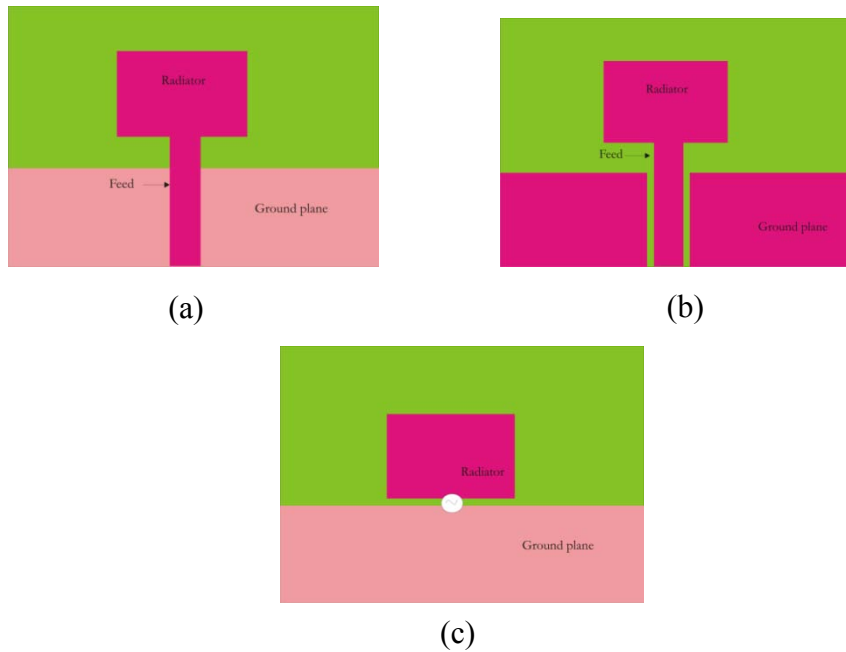 Radiator
Feed
Ground plane
(a)
Radiator
Feed
Ground plane
(b)
Radiator
Ground plane
(c)